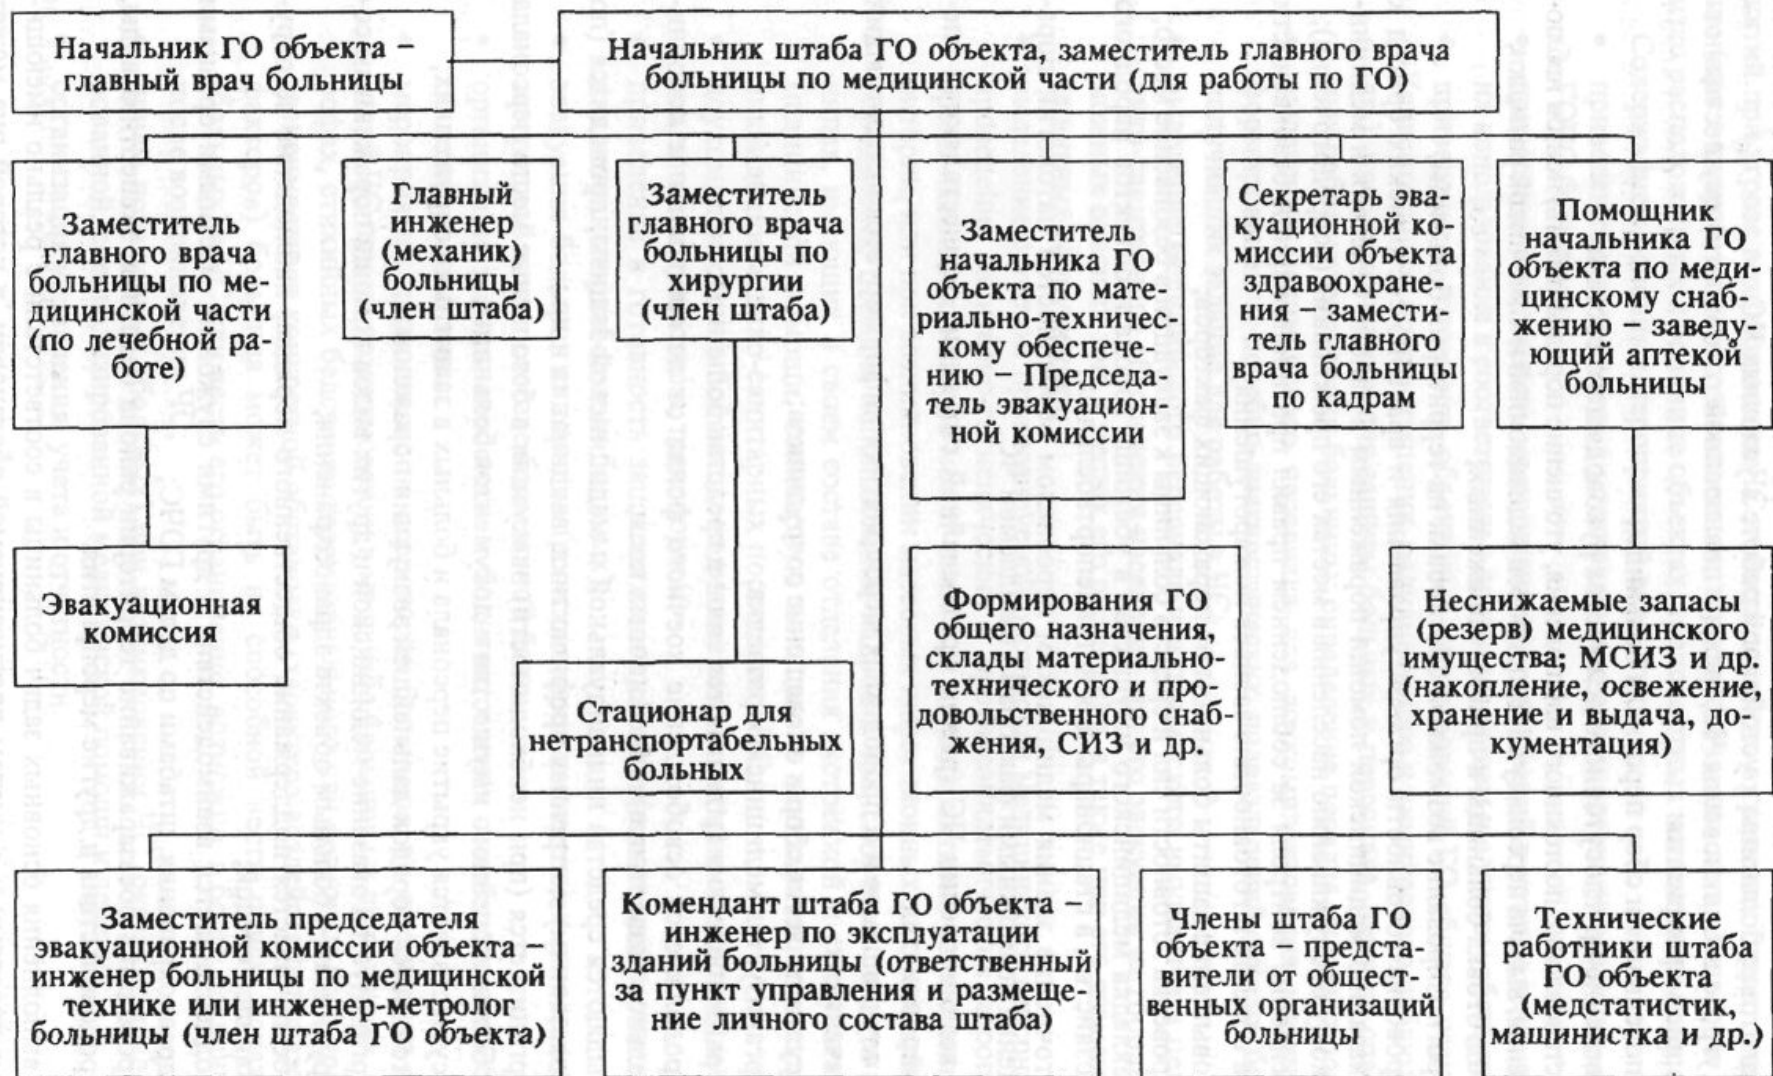 Начальник ГО объекта –
главный врач больницы
Начальник штаба ГО объекта, заместитель главного врача
больницы по медицинской части (для работы по ГО)
Заместитель
главного врача
больницы по ме-
дицинской части
(по лечебной ра-
боте)
Главный
инженер
(механик)
больницы
(член штаба)
Заместитель
главного врача
больницы по
хирургии
(член штаба)
Заместитель
начальника ГО
объекта по мате-
риально-техничес-
кому обеспече-
нию – Председа-
тель эвакуацион-
ной комиссии
Секретарь эва-
куационной ко-
миссии объекта
здравоохране-
ния – замести-
тель главного
врача больницы
по кадрам
Помощник
начальника ГО
объекта по меди-
цинскому снаб-
жению – заведу-
ющий аптекой
больницы
Эвакуационная
комиссия
Стационар для
нетранспортабельных
больных
Формирования ГО
общего назначения,
склады материально-
технического и про-
довольственного снаб-
жения, СИЗ и др.
Неснижаемые запасы
(резерв) медицинского
имущества; МСИЗ и др.
(накопление, освежение,
хранение и выдача, до-
кументация)
Заместитель председателя
эвакуационной комиссии объекта –
инженер больницы по медицинской
технике или инженер-метролог
больницы (член штаба ГО объекта)
Комендант штаба ГО объекта –
инженер по эксплуатации
зданий больницы (ответственный
за пункт управления и размеще-
ние личного состава штаба)
Члены штаба ГО
объекта – предста-
вители от общест-
венных организаций
больницы
Технические
работники штаба
ГО объекта
(медстатистик,
машинистка и др.)